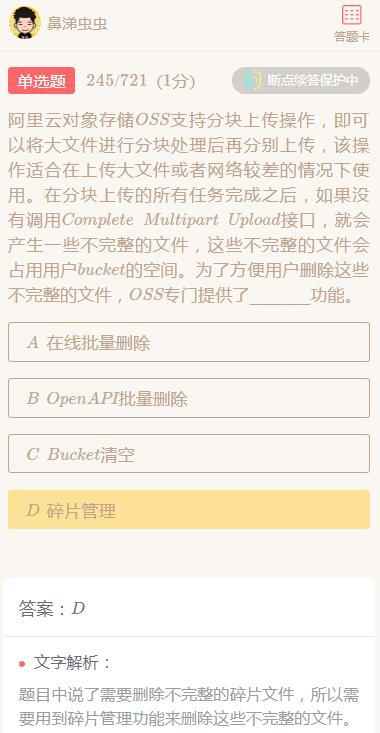 鼻涕虫虫
答题卡
单选题 245/721 (1分) 断点续答保护中
阿里云对象存储OSS支持分块上传操作，即可
以将大文件进行分块处理后再分别上传，该操
作适合在上传大文件或者网络较差的情况下使
用。在分块上传的所有任务完成之后，如果没
有调用Complete Multipart Upload接口，就会
产生一些不完整的文件，这些不完整的文件会
占用用户bucket的空间。为了方便用户删除这些
不完整的文件，OSS专门提供了______功能。
A 在线批量删除
B OpenAPI批量删除
C Bucket清空
D 碎片管理
答案：D
文字解析：
题目中说了需要删除不完整的碎片文件，所以需
要用到碎片管理功能来删除这些不完整的文件。